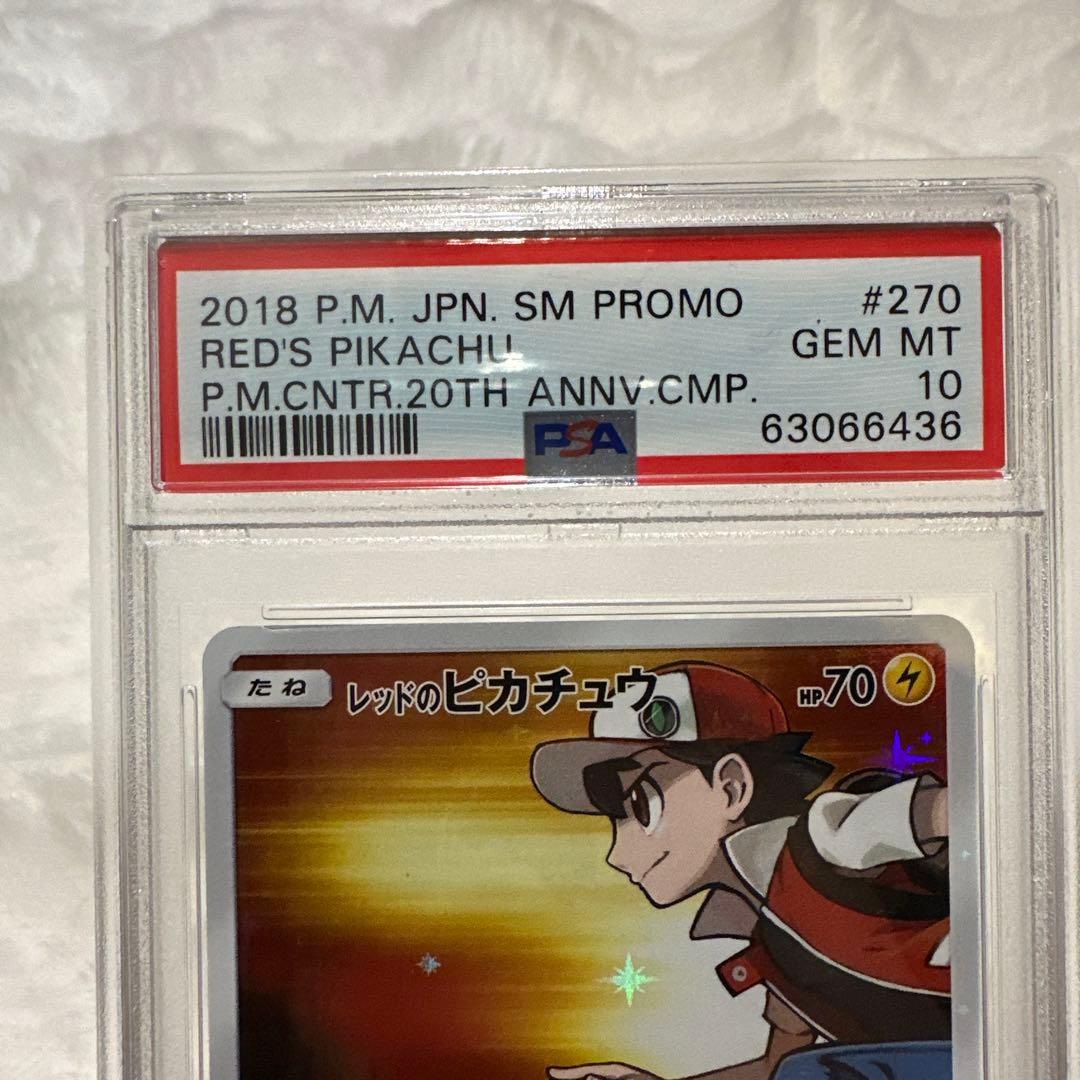 2018 P.M. JPN. SM PROMO #270
RED'S PIKACHU GEM MT
P.M.CNTR.20TH ANNV.CMP. 10
PSA 63066436
たね レッドのピカチュウ HP70